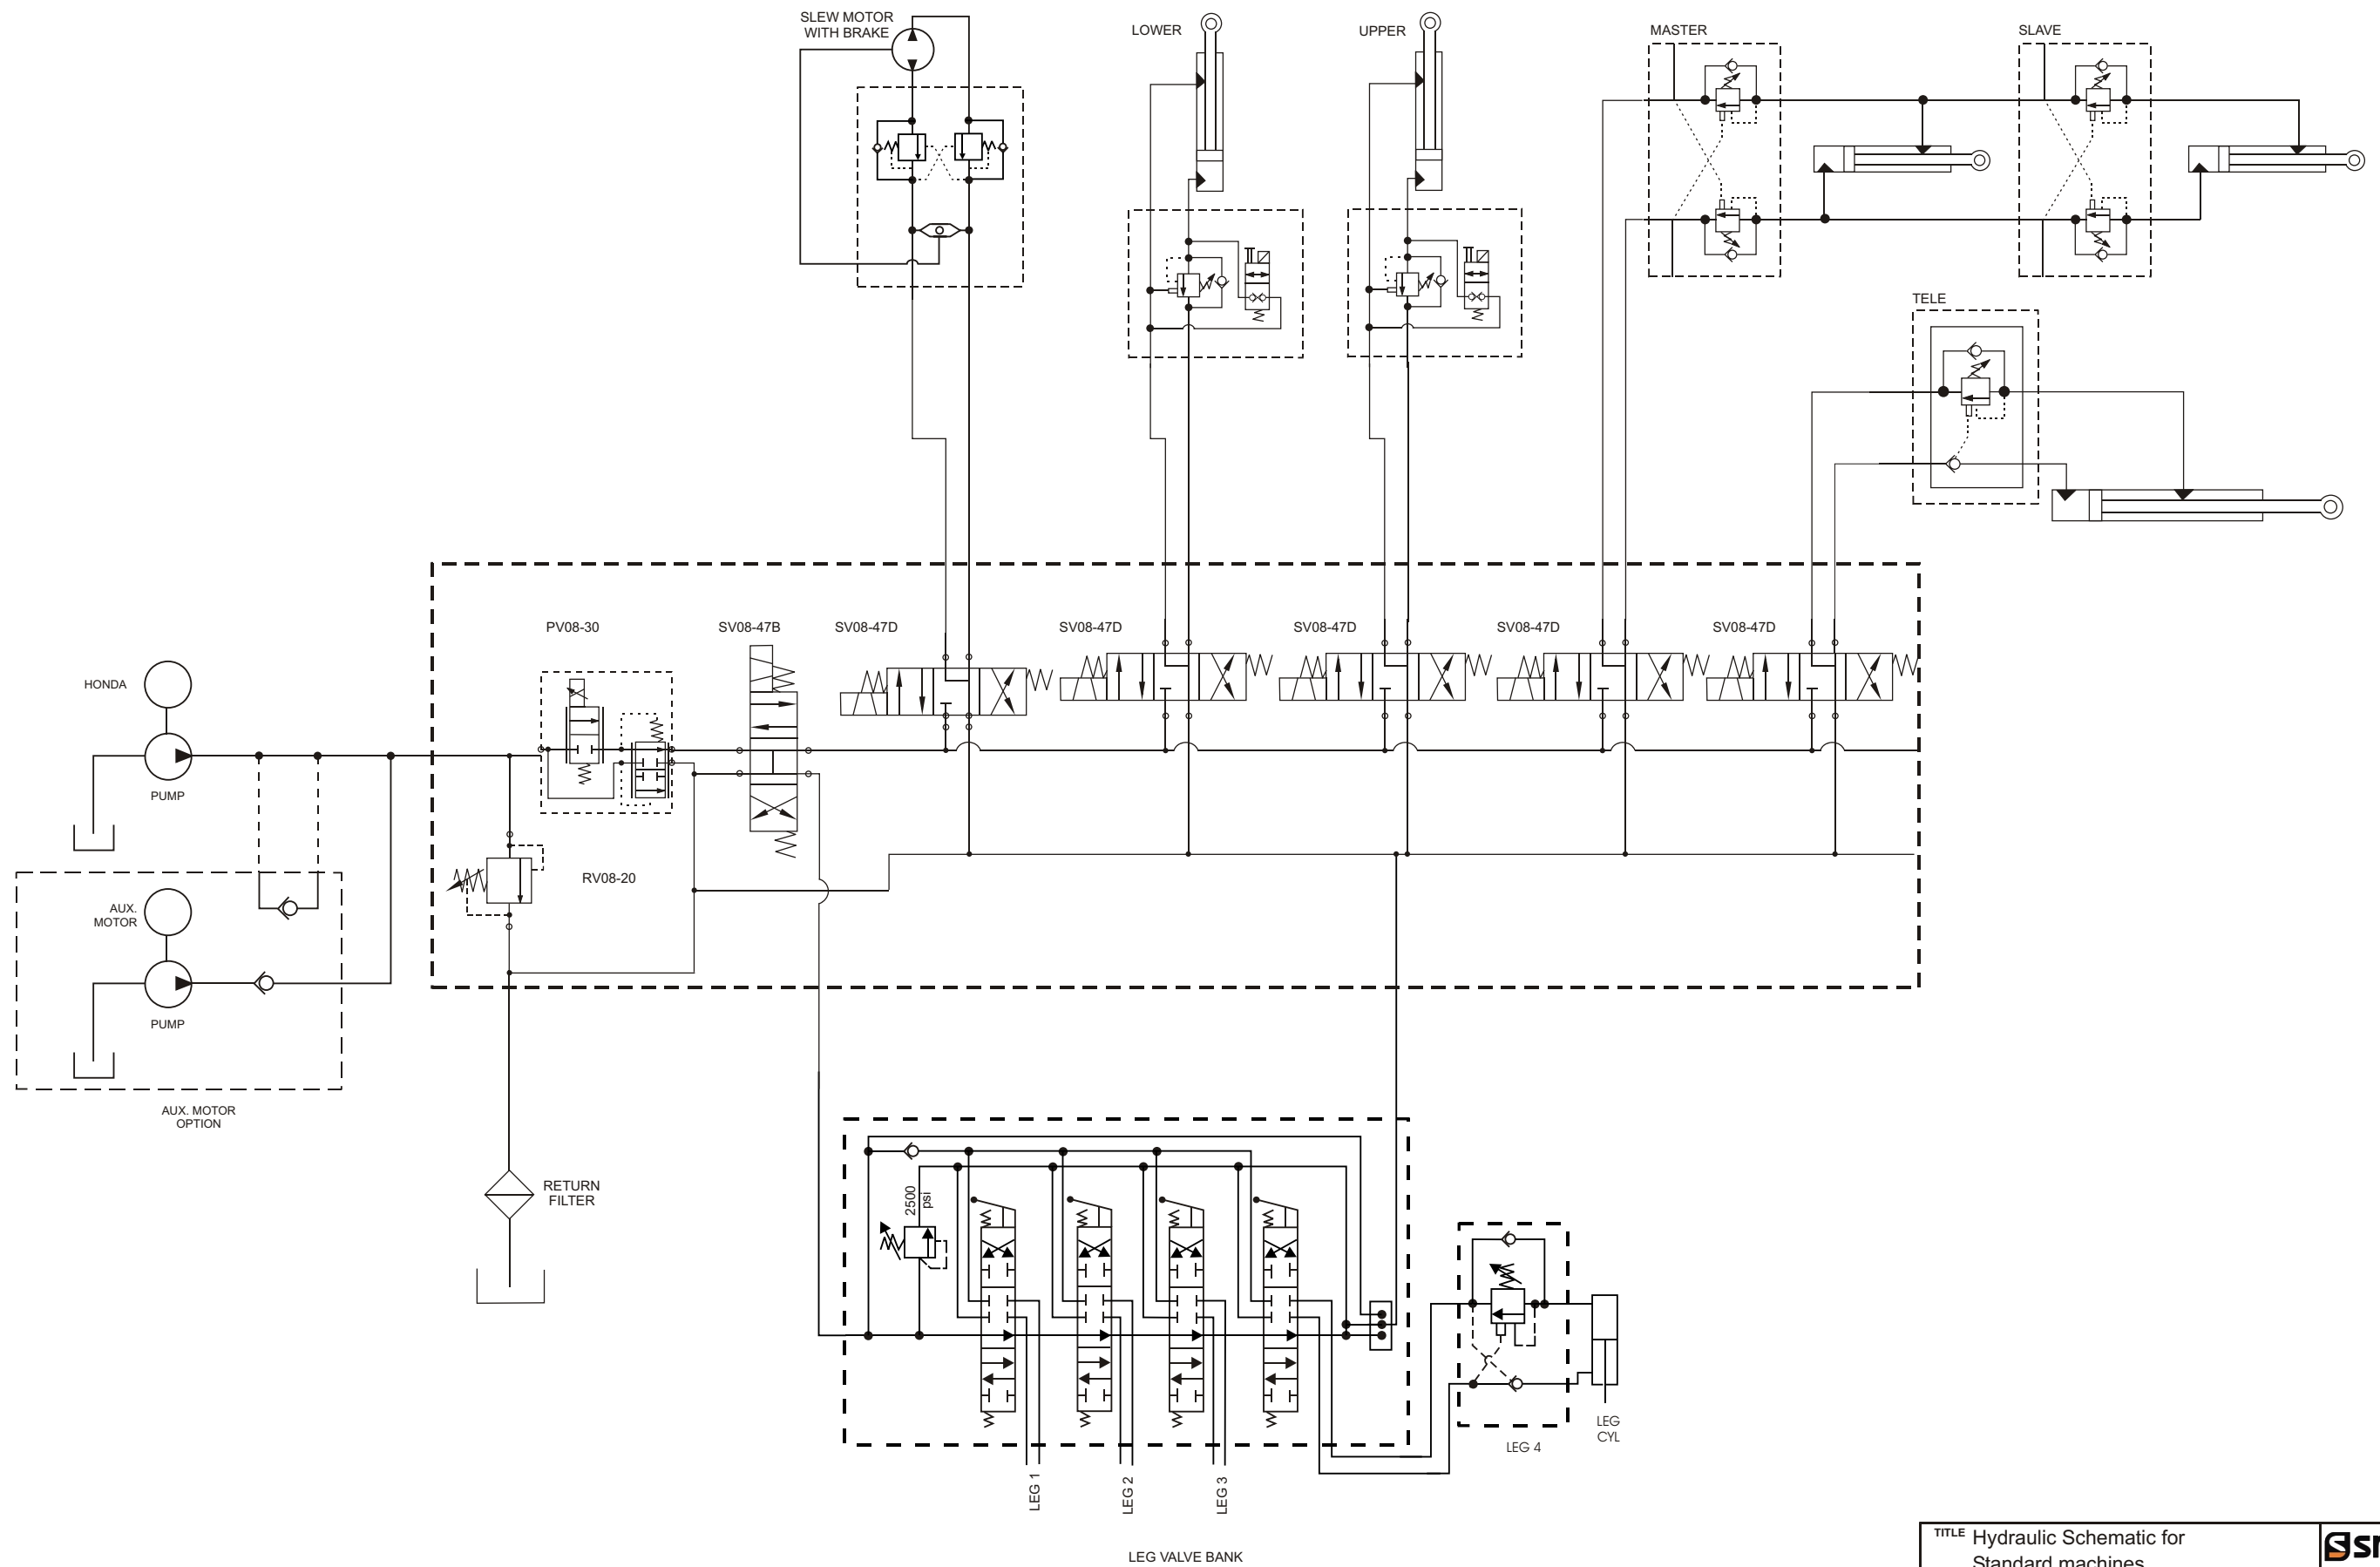 SLEW MOTOR
WITH BRAKE
LOWER
UPPER
MASTER
SLAVE
TELE
PV08-30
SV08-47B
SV08-47D
SV08-47D
SV08-47D
SV08-47D
SV08-47D
HONDA
PUMP
RV08-20
AUX.
MOTOR
PUMP
AUX. MOTOR
OPTION
RETURN
FILTER
2500
psi
LEG 1
LEG 2
LEG 3
LEG 4
LEG
CYL
LEG VALVE BANK
TITLE Hydraulic Schematic for
Standard machines